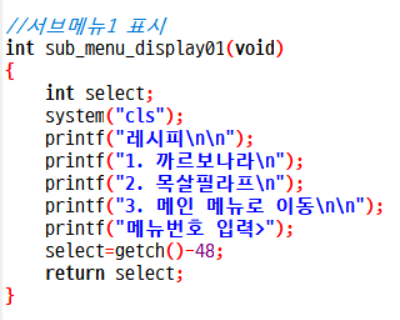 //서브메뉴1 표시
int sub_menu_display01(void)
{
    int select;
    system("cls");
    printf("레시피\n\n");
    printf("1. 까르보나라\n");
    printf("2. 목살필라프\n");
    printf("3. 메인 메뉴로 이동\n\n");
    printf("메뉴번호 입력>");
    select=getch()-48;
    return select;
}